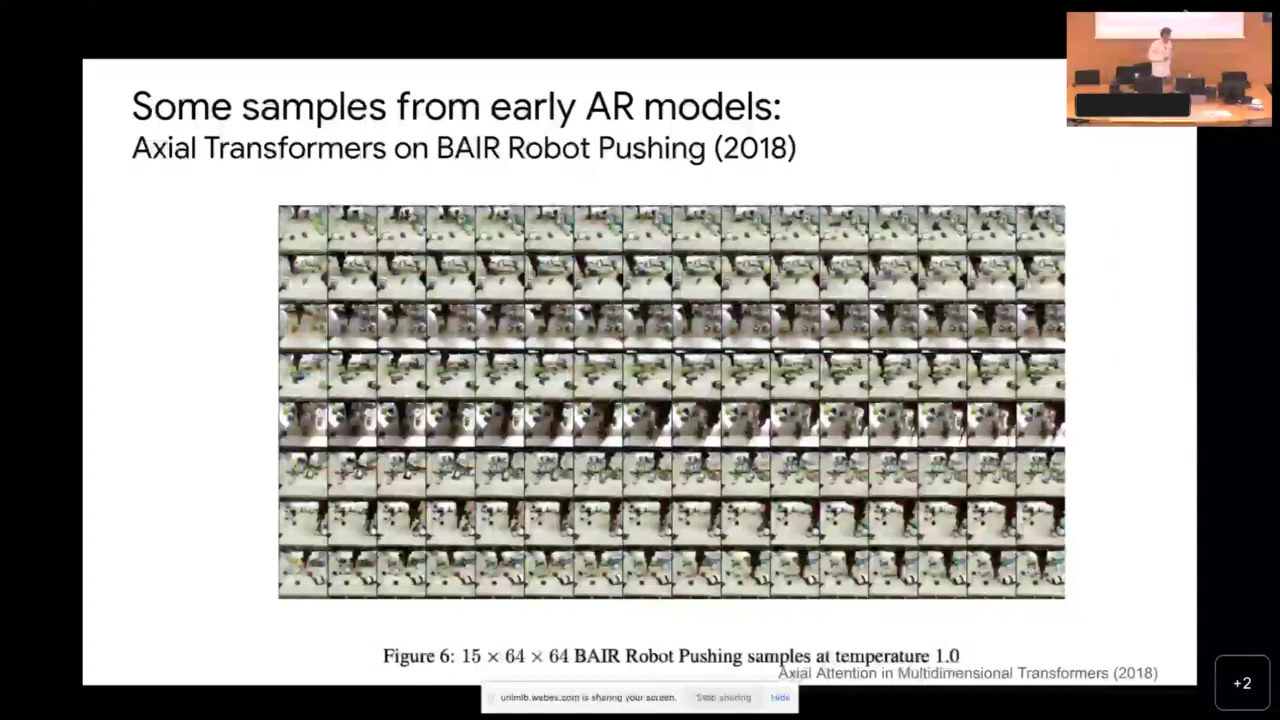 Some samples from early AR models:
Axial Transformers on BAIR Robot Pushing (2018)
Figure 6: 15 × 64 × 64 BAIR Robot Pushing samples at temperature 1.0
Axial Attention in Multidimensional Transformers (2018)
unimib.webex.com is sharing your screen. Stop sharing Hide
+2